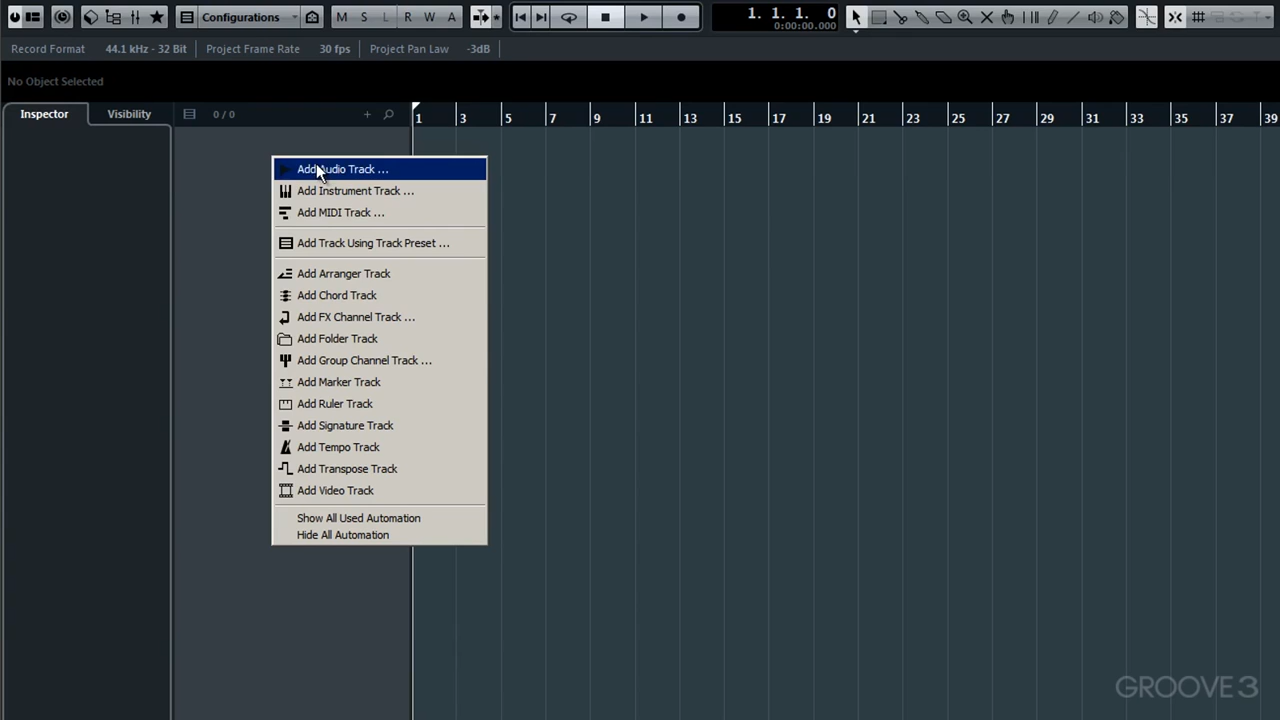 Configurations M S L R W A 1. 1. 1. 0
0:00:00.000
Record Format 44.1 kHz - 32 Bit Project Frame Rate 30 fps Project Pan Law -3dB
No Object Selected
Inspector Visibility 0 / 0 + 1 3 5 7 9 11 13 15 17 19 21 23 25 27 29 31 33 35 37 39
Add Audio Track ...
Add Instrument Track ...
Add MIDI Track ...
Add Track Using Track Preset ...
Add Arranger Track
Add Chord Track
Add FX Channel Track ...
Add Folder Track
Add Group Channel Track ...
Add Marker Track
Add Ruler Track
Add Signature Track
Add Tempo Track
Add Transpose Track
Add Video Track
Show All Used Automation
Hide All Automation
GROOVE 3